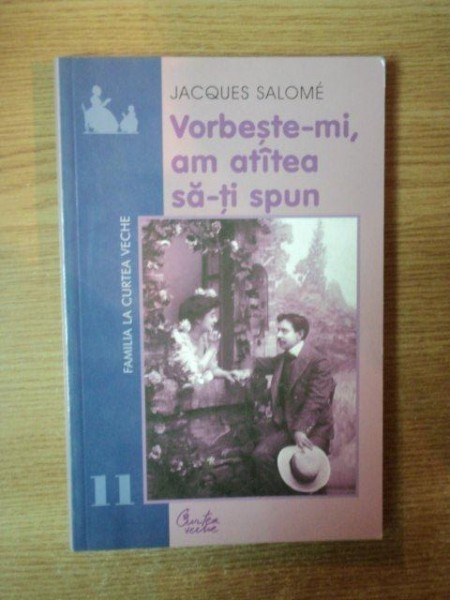 JACQUES SALOMÉ
Vorbește-mi,
am atîtea
să-ți spun
FAMILIA LA CURTEA VECHE
11
Curtea
veche